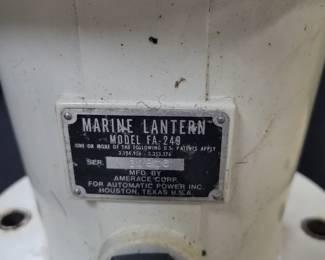 MARINE LANTERN
MODEL FA-249
ONE OR MORE OF THE FOLLOWING U.S. PATENTS APPLY
SER.
MFG. BY
AMERACE CORP.
FOR AUTOMATIC POWER INC.
HOUSTON, TEXAS U.S.A.